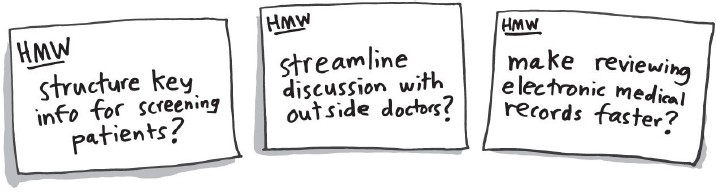 HMW
structure key
info for screening
patients?
HMW
streamline
discussion with
outside doctors?
HMW
make reviewing
electronic medical
records faster?